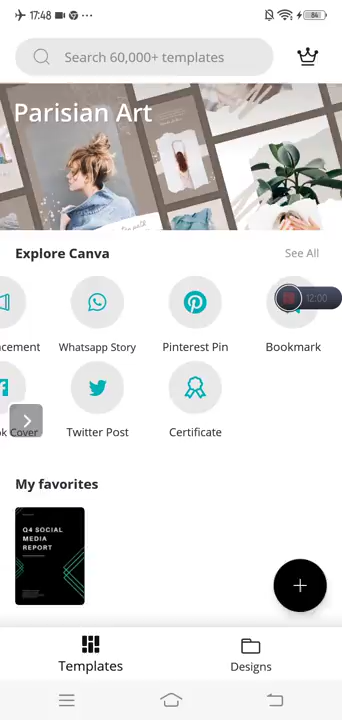 17:48
84
Search 60,000+ templates
Parisian Art
Explore Canva
See All
12:00
cement
Whatsapp Story
Pinterest Pin
Bookmark
k Cover
Twitter Post
Certificate
My favorites
Q4 SOCIAL
MEDIA
REPORT
Templates
Designs